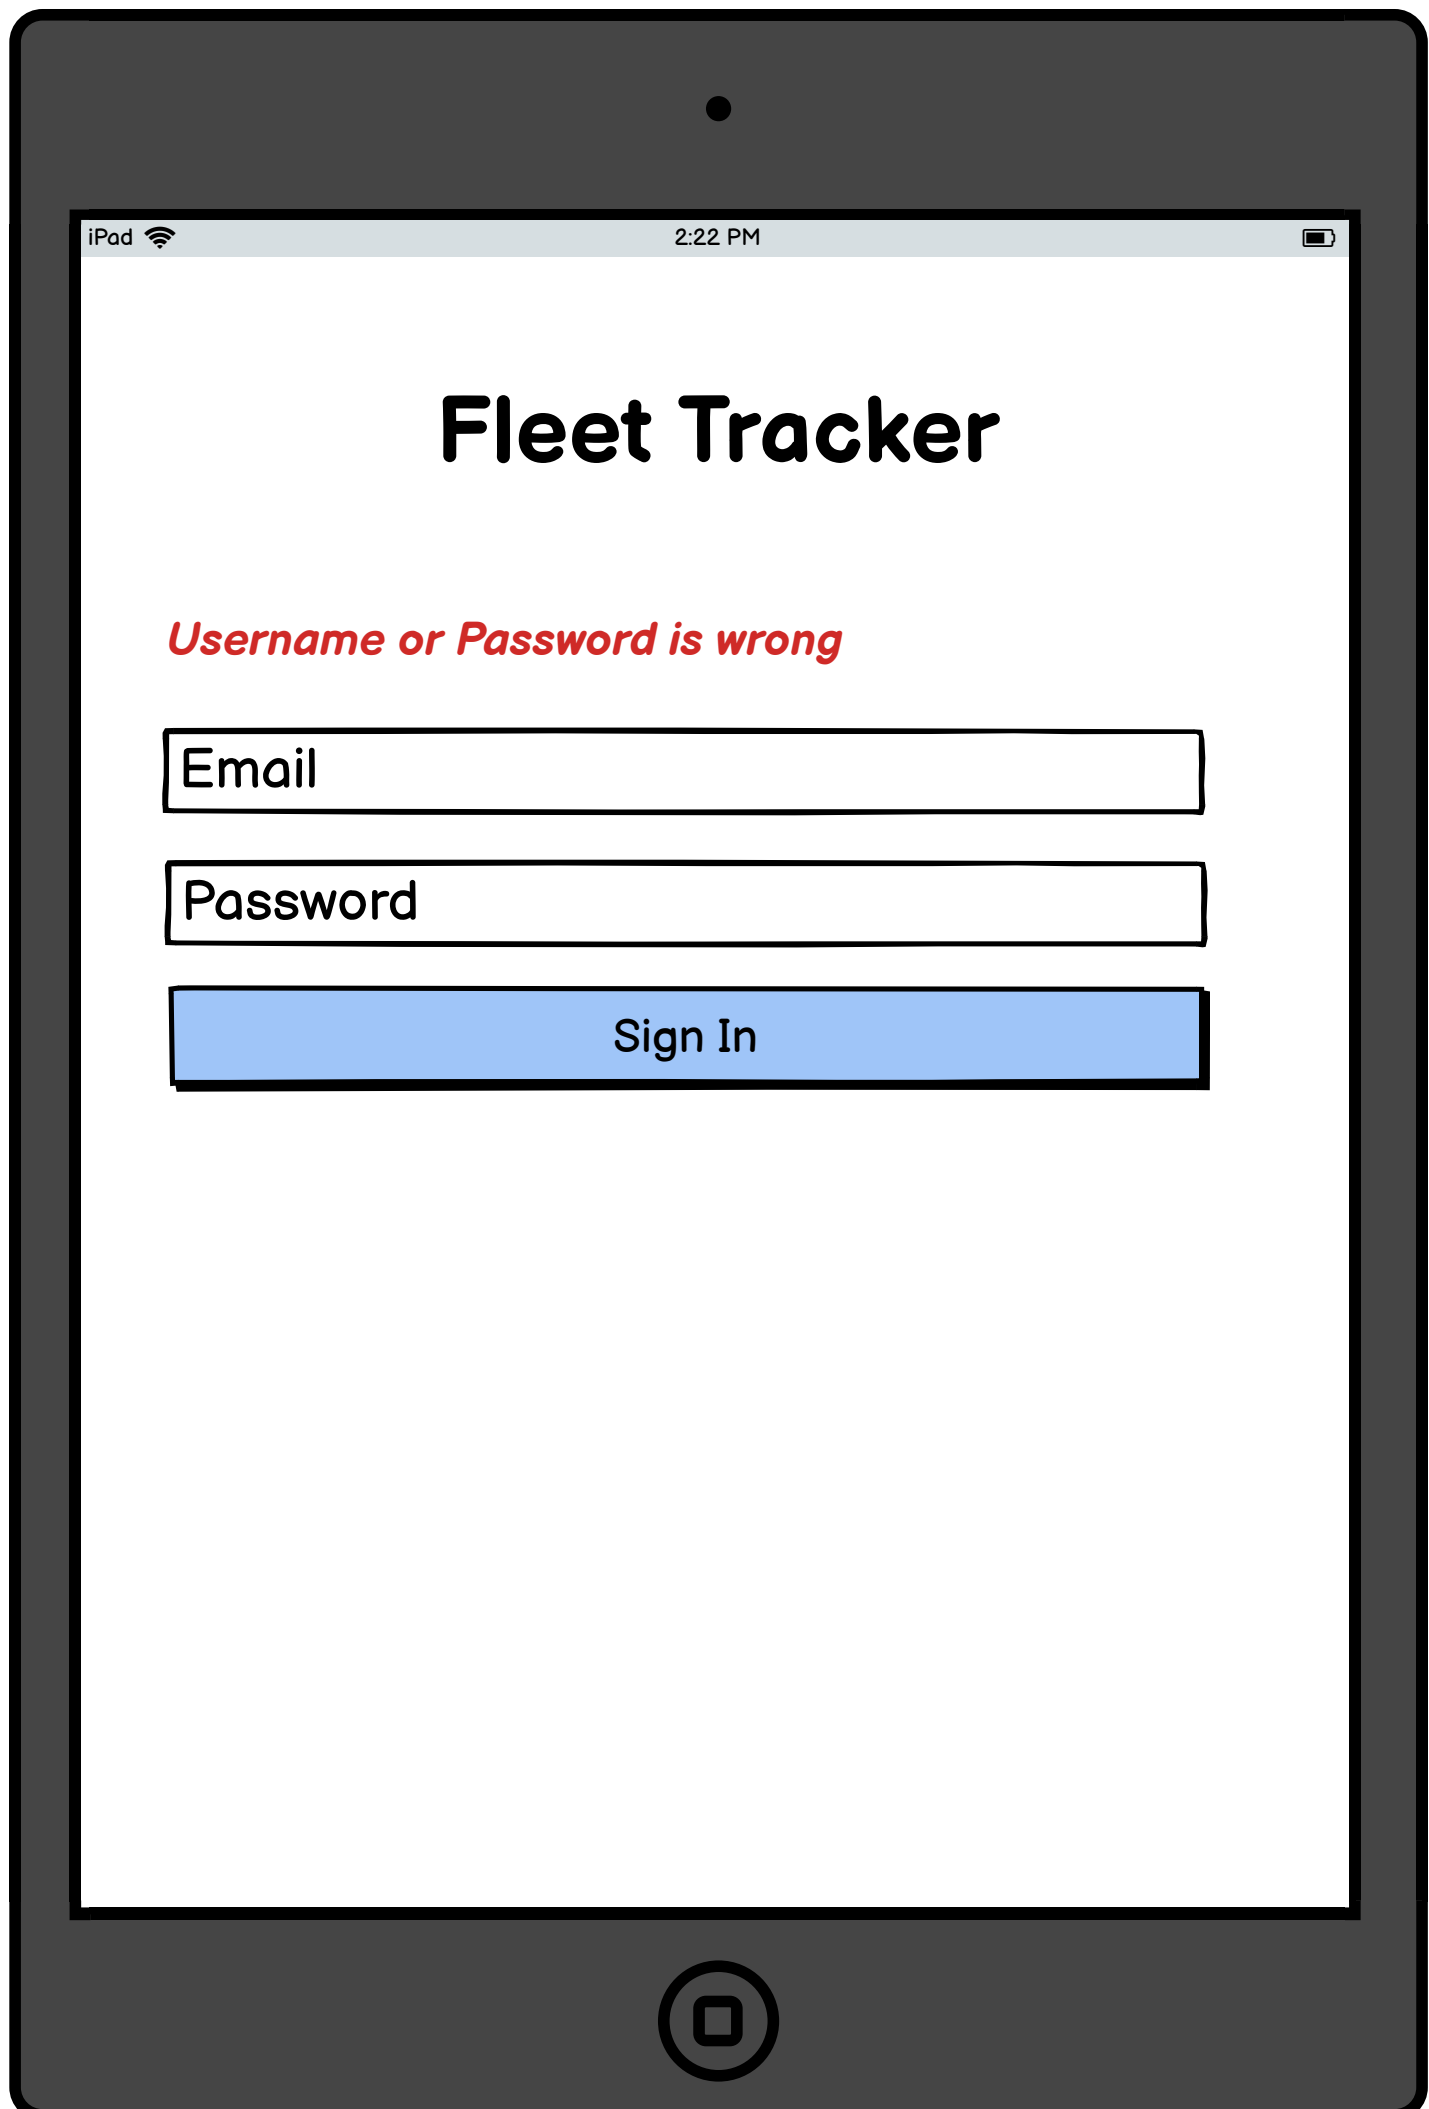 iPad 2:22 PM
Fleet Tracker
Username or Password is wrong
Email
Password
Sign In